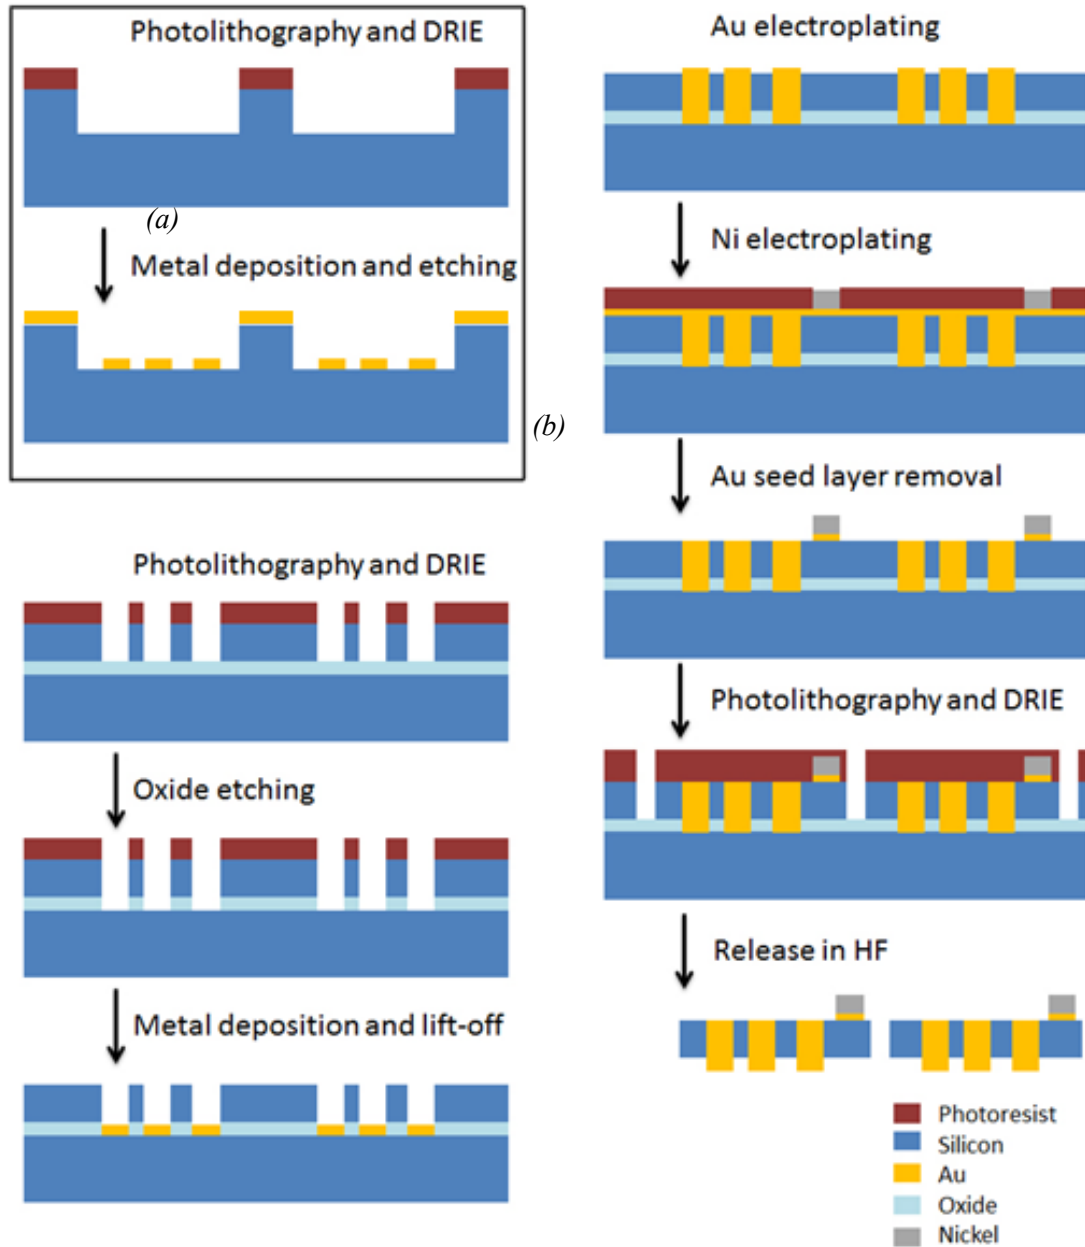 Photolithography and DRIE
(a)
Metal deposition and etching
(b)
Photolithography and DRIE
Oxide etching
Metal deposition and lift-off
Au electroplating
Ni electroplating
Au seed layer removal
Photolithography and DRIE
Release in HF
Photoresist
Silicon
Au
Oxide
Nickel